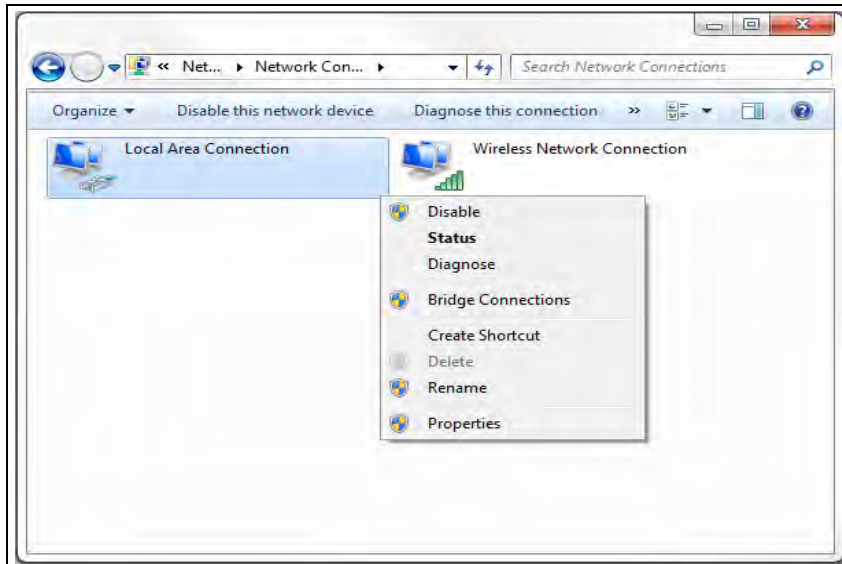 « Net... ▸ Network Con... ▸ Search Network Connections
Organize ▾ Disable this network device Diagnose this connection »
Local Area Connection Wireless Network Connection
Disable
Status
Diagnose
Bridge Connections
Create Shortcut
Delete
Rename
Properties